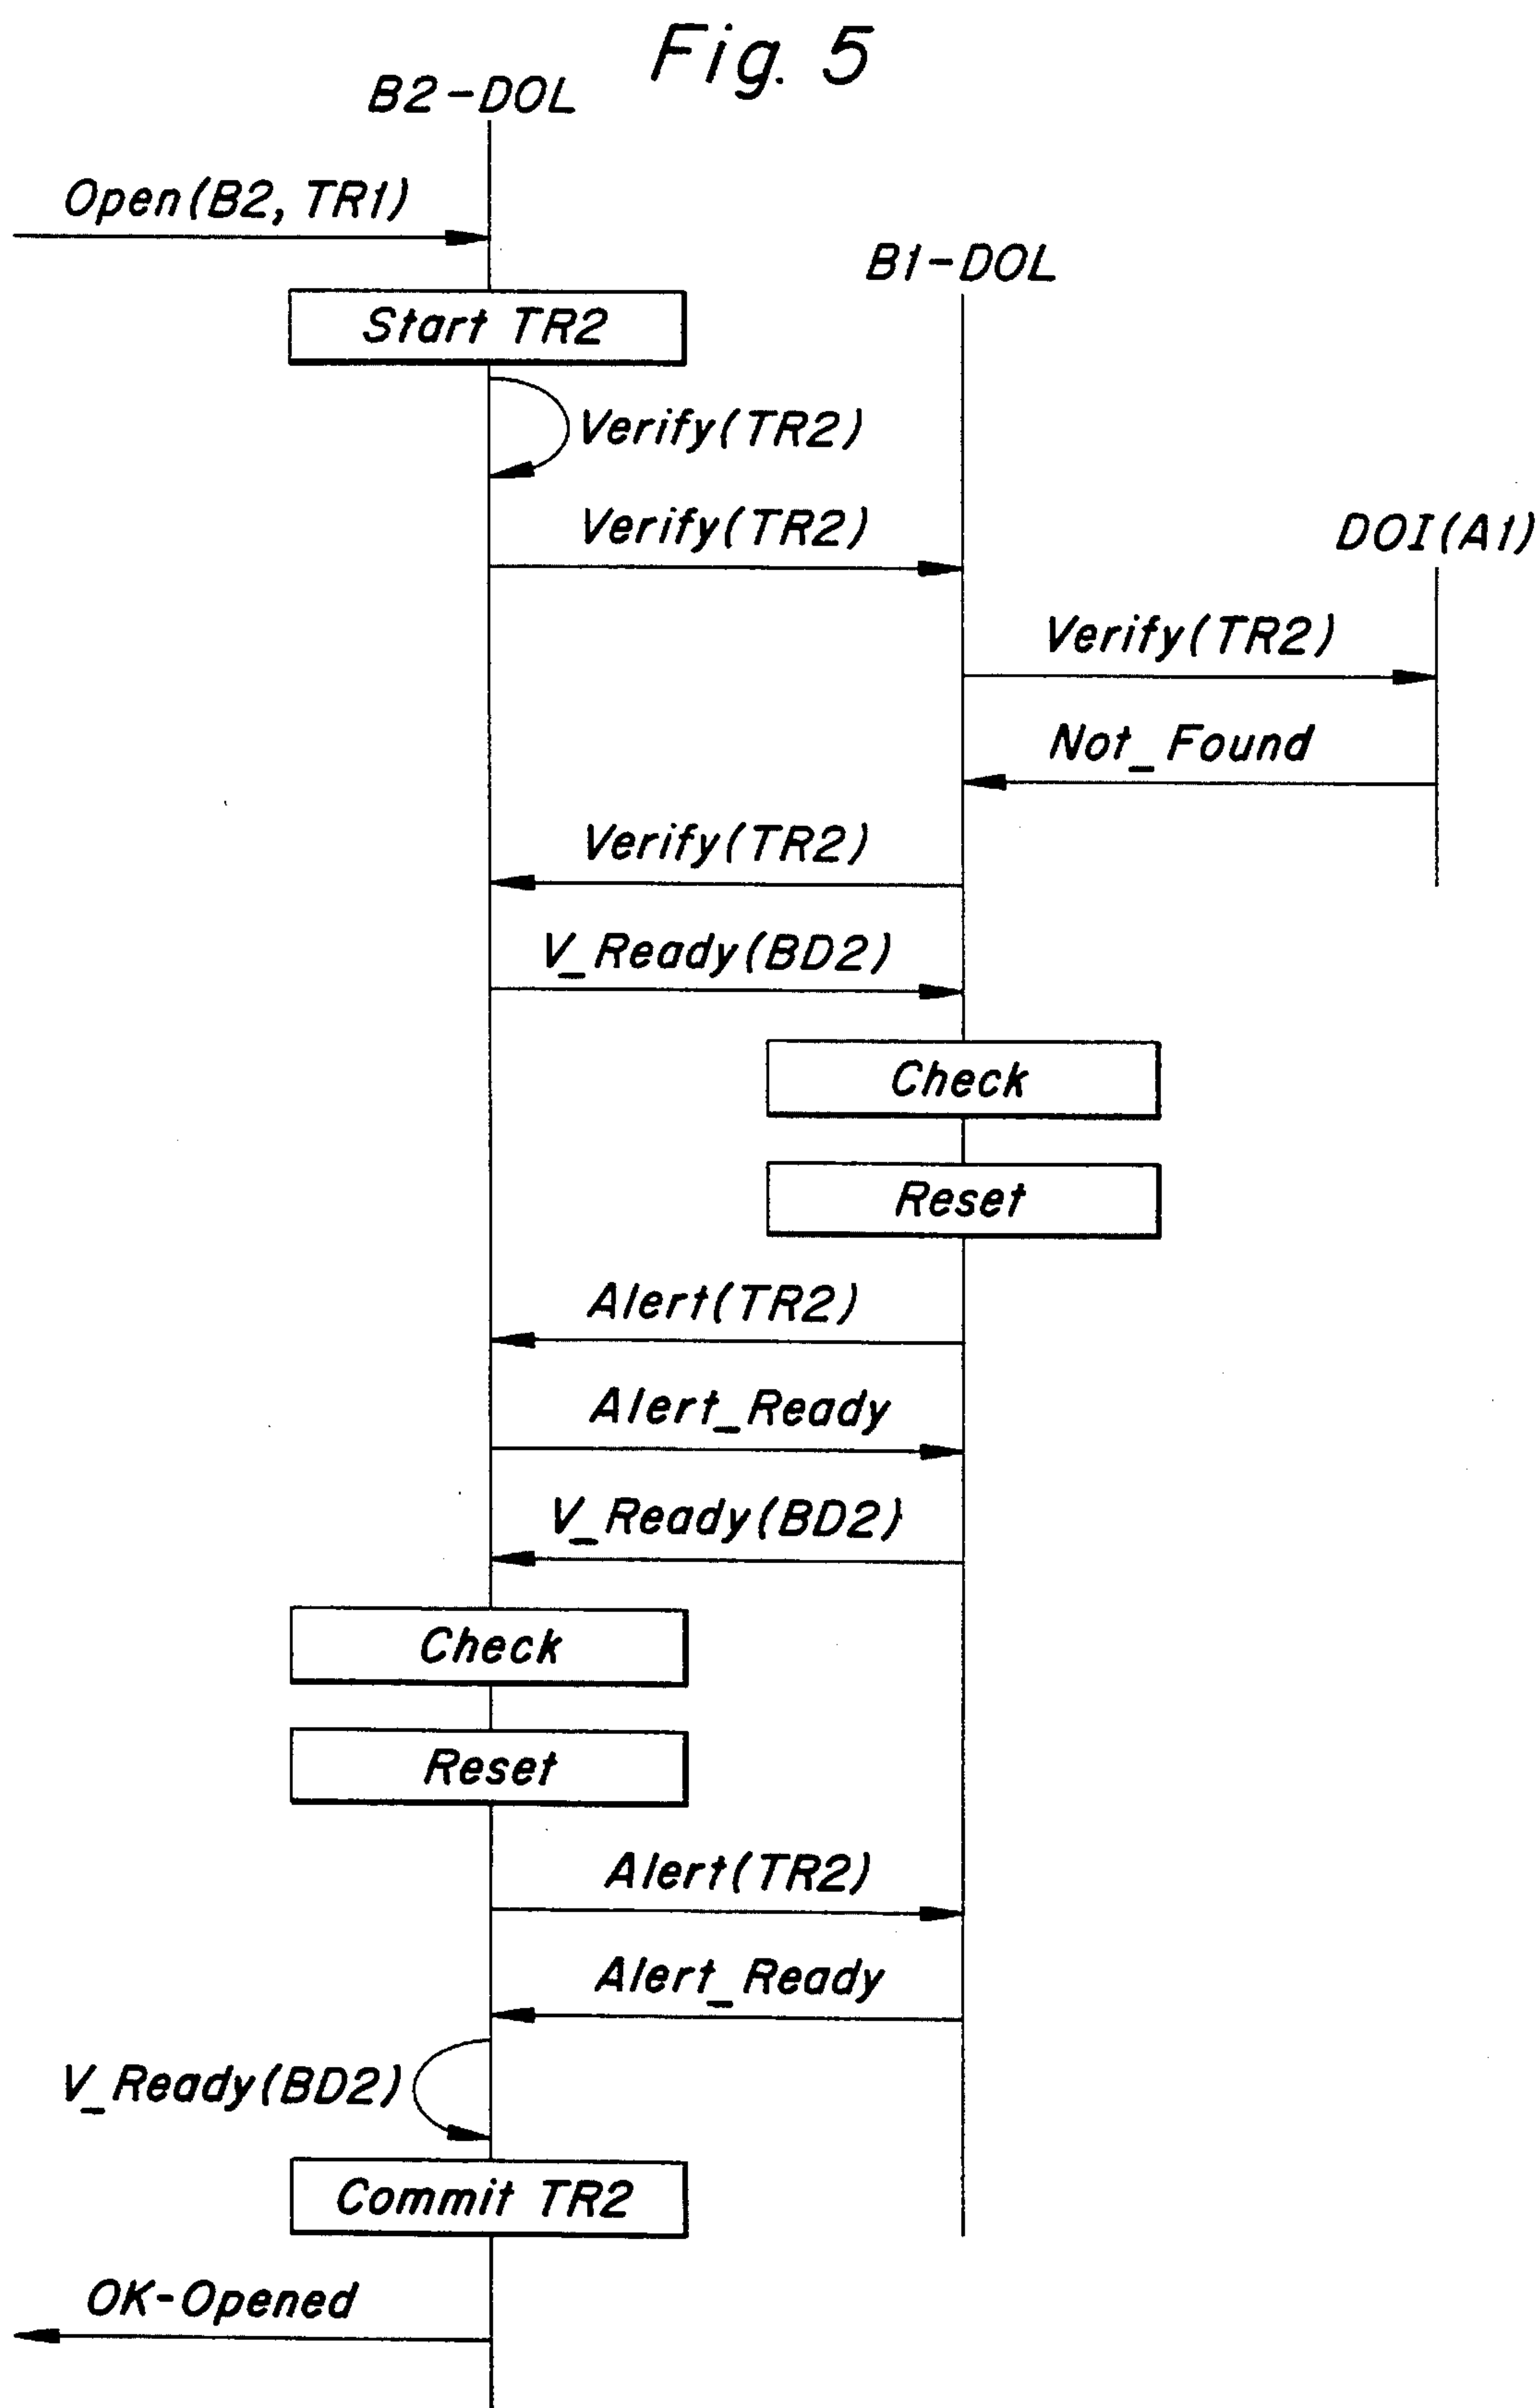 Fig. 5
B2-DOL
Open(B2, TR1)
B1-DOL
Start TR2
Verify(TR2)
Verify(TR2)
DOI(A1)
Verify(TR2)
Not_Found
Verify(TR2)
V_Ready(BD2)
Check
Reset
Alert(TR2)
Alert_Ready
V_Ready(BD2)
Check
Reset
Alert(TR2)
Alert_Ready
V_Ready(BD2)
Commit TR2
OK-Opened